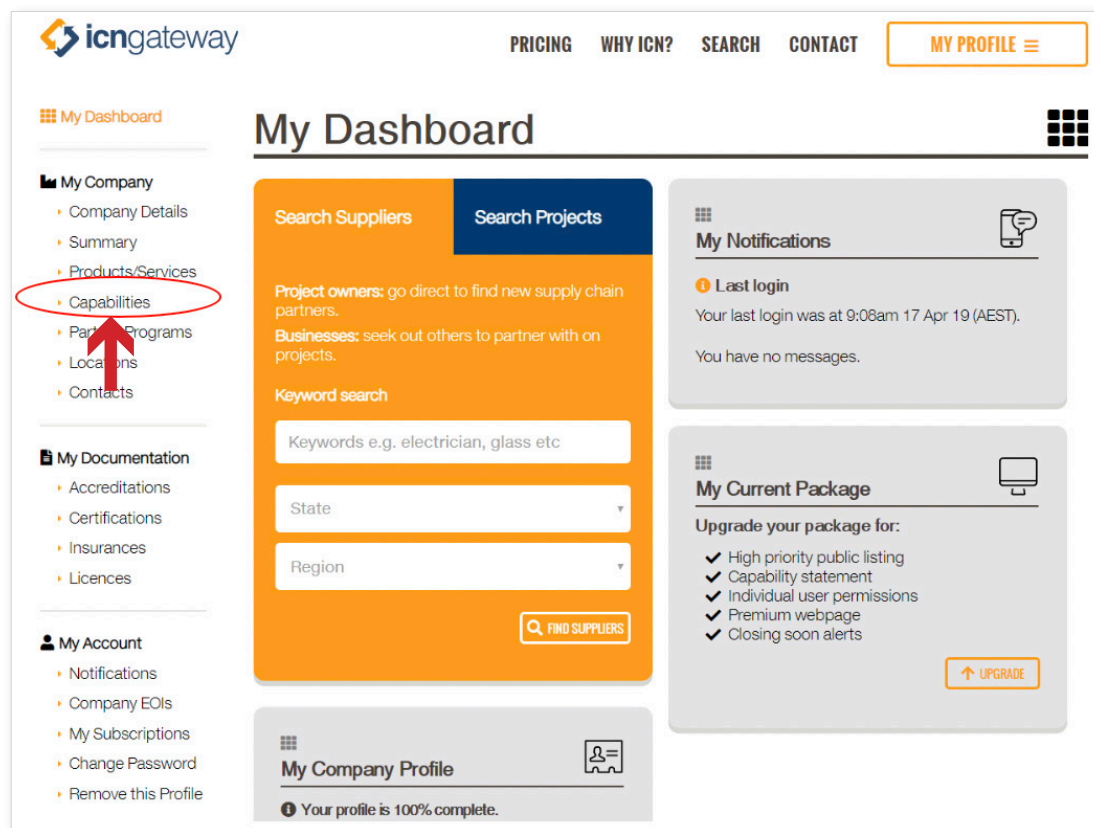 icngateway
PRICING WHY ICN? SEARCH CONTACT MY PROFILE
My Dashboard
My Company
Company Details
Summary
Products/Services
Capabilities
Programs
Contacts
My Documentation
Accreditations
Certifications
Insurances
Licences
My Account
Notifications
Company EOIs
My Subscriptions
Change Password
Remove this Profile
My Dashboard
Search Suppliers
Search Projects
Project owners: go direct to find new supply chain
partners.
Businesses: seek out others to partner with on
projects.
Keyword search
Keywords e.g. electrician, glass etc
State
Region
FIND SUPPLIERS
My Company Profile
Your profile is 100% complete.
My Notifications
Last login
Your last login was at 9:08am 17 Apr 19 (AEST).
You have no messages.
My Current Package
Upgrade your package for:
High priority public listing
Capability statement
Individual user permissions
Premium webpage
Closing soon alerts
UPGRADE